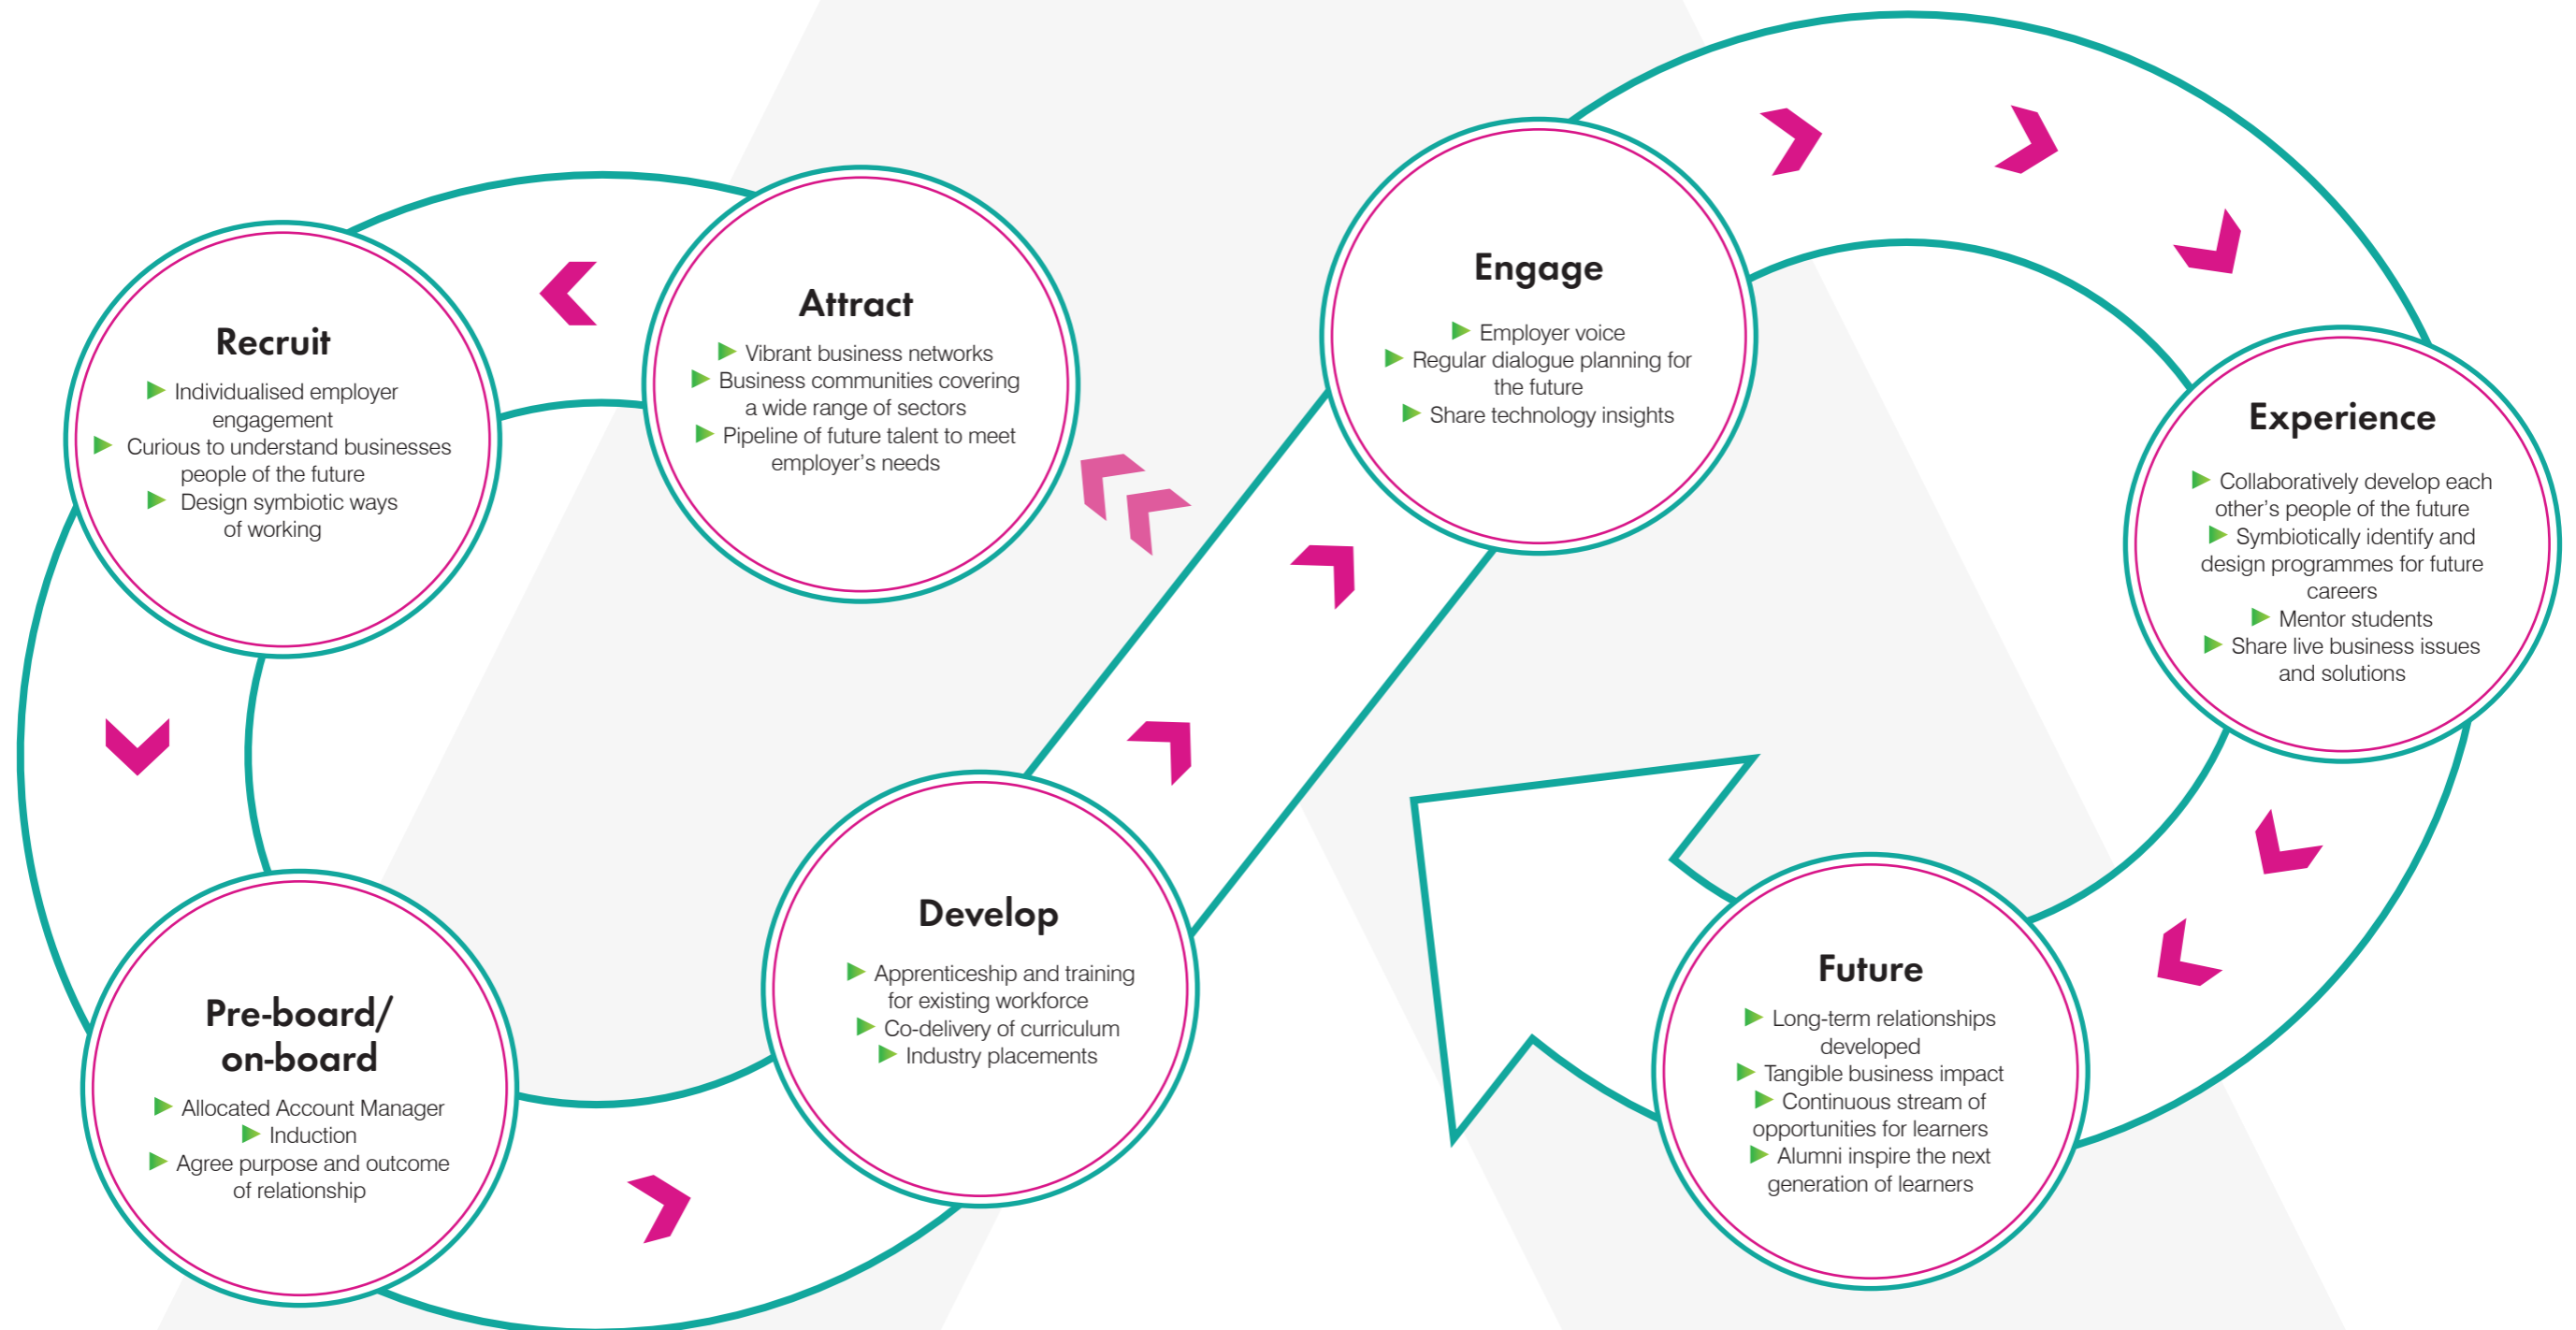 Attract
Vibrant business networks
Business communities covering
a wide range of sectors
Pipeline of future talent to meet
employer’s needs
Recruit
Individualised employer
engagement
Curious to understand businesses
people of the future
Design symbiotic ways
of working
Pre-board/
on-board
Allocated Account Manager
Induction
Agree purpose and outcome
of relationship
Develop
Apprenticeship and training
for existing workforce
Co-delivery of curriculum
Industry placements
Engage
Employer voice
Regular dialogue planning for
the future
Share technology insights
Experience
Collaboratively develop each
other’s people of the future
Symbiotically identify and
design programmes for future
careers
Mentor students
Share live business issues
and solutions
Future
Long-term relationships
developed
Tangible business impact
Continuous stream of
opportunities for learners
Alumni inspire the next
generation of learners